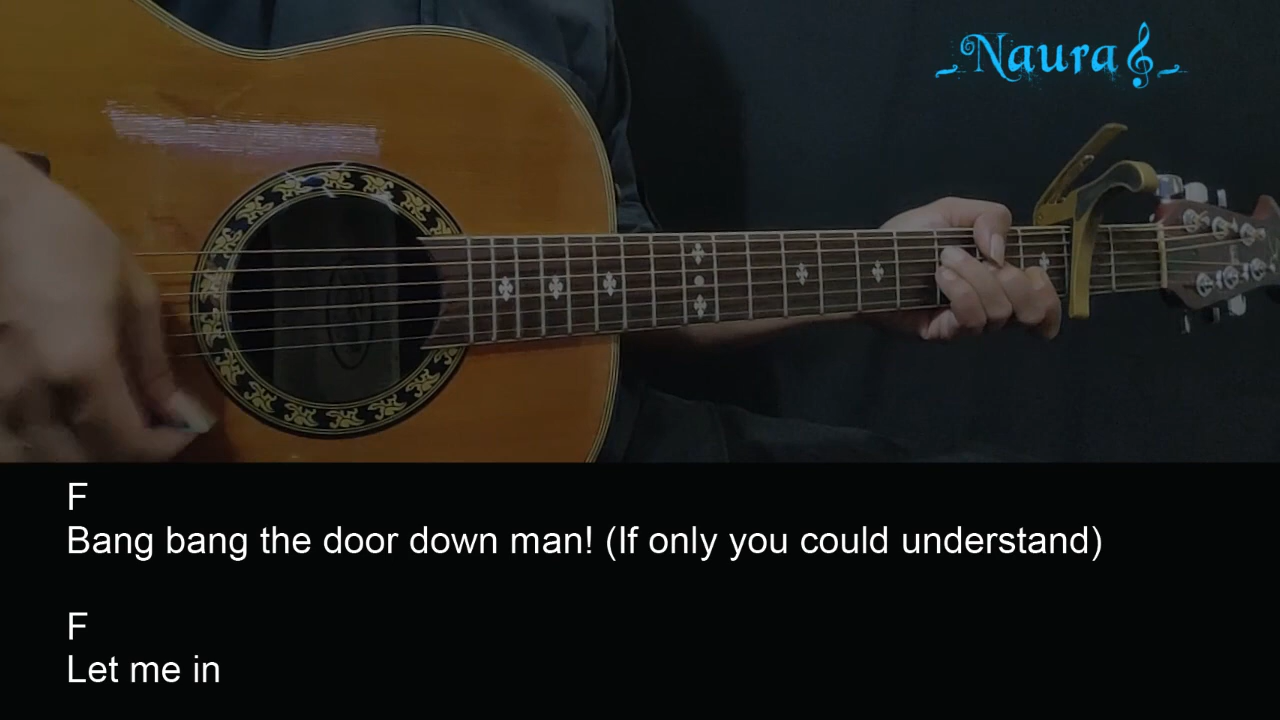 Naura
F
Bang bang the door down man! (If only you could understand)
F
Let me in